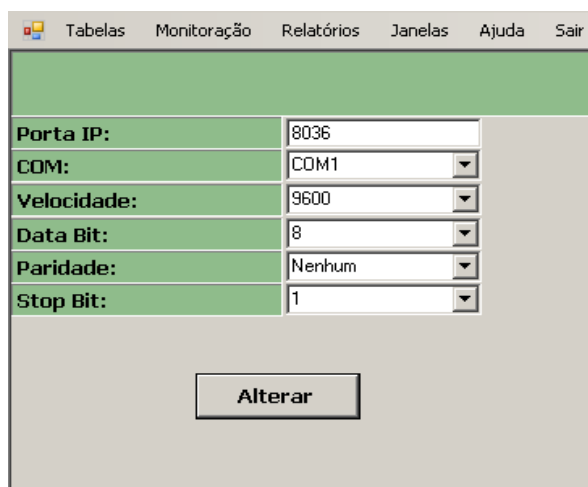 Tabelas Monitoração Relatórios Janelas Ajuda Sair
Porta IP: 8036
COM: COM1
Velocidade: 9600
Data Bit: 8
Paridade: Nenhum
Stop Bit: 1
Alterar